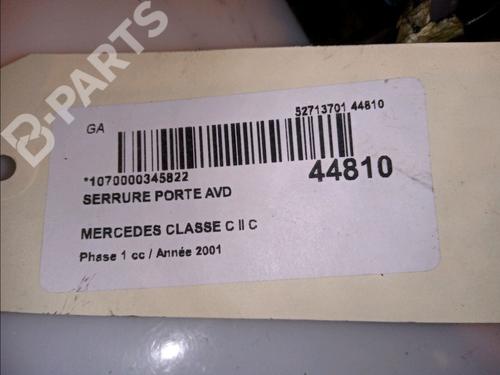 B-PARTS
GA
52713701 44810
*1070000345822
44810
SERRURE PORTE AVD
MERCEDES CLASSE C II C
Phase 1 cc / Année 2001